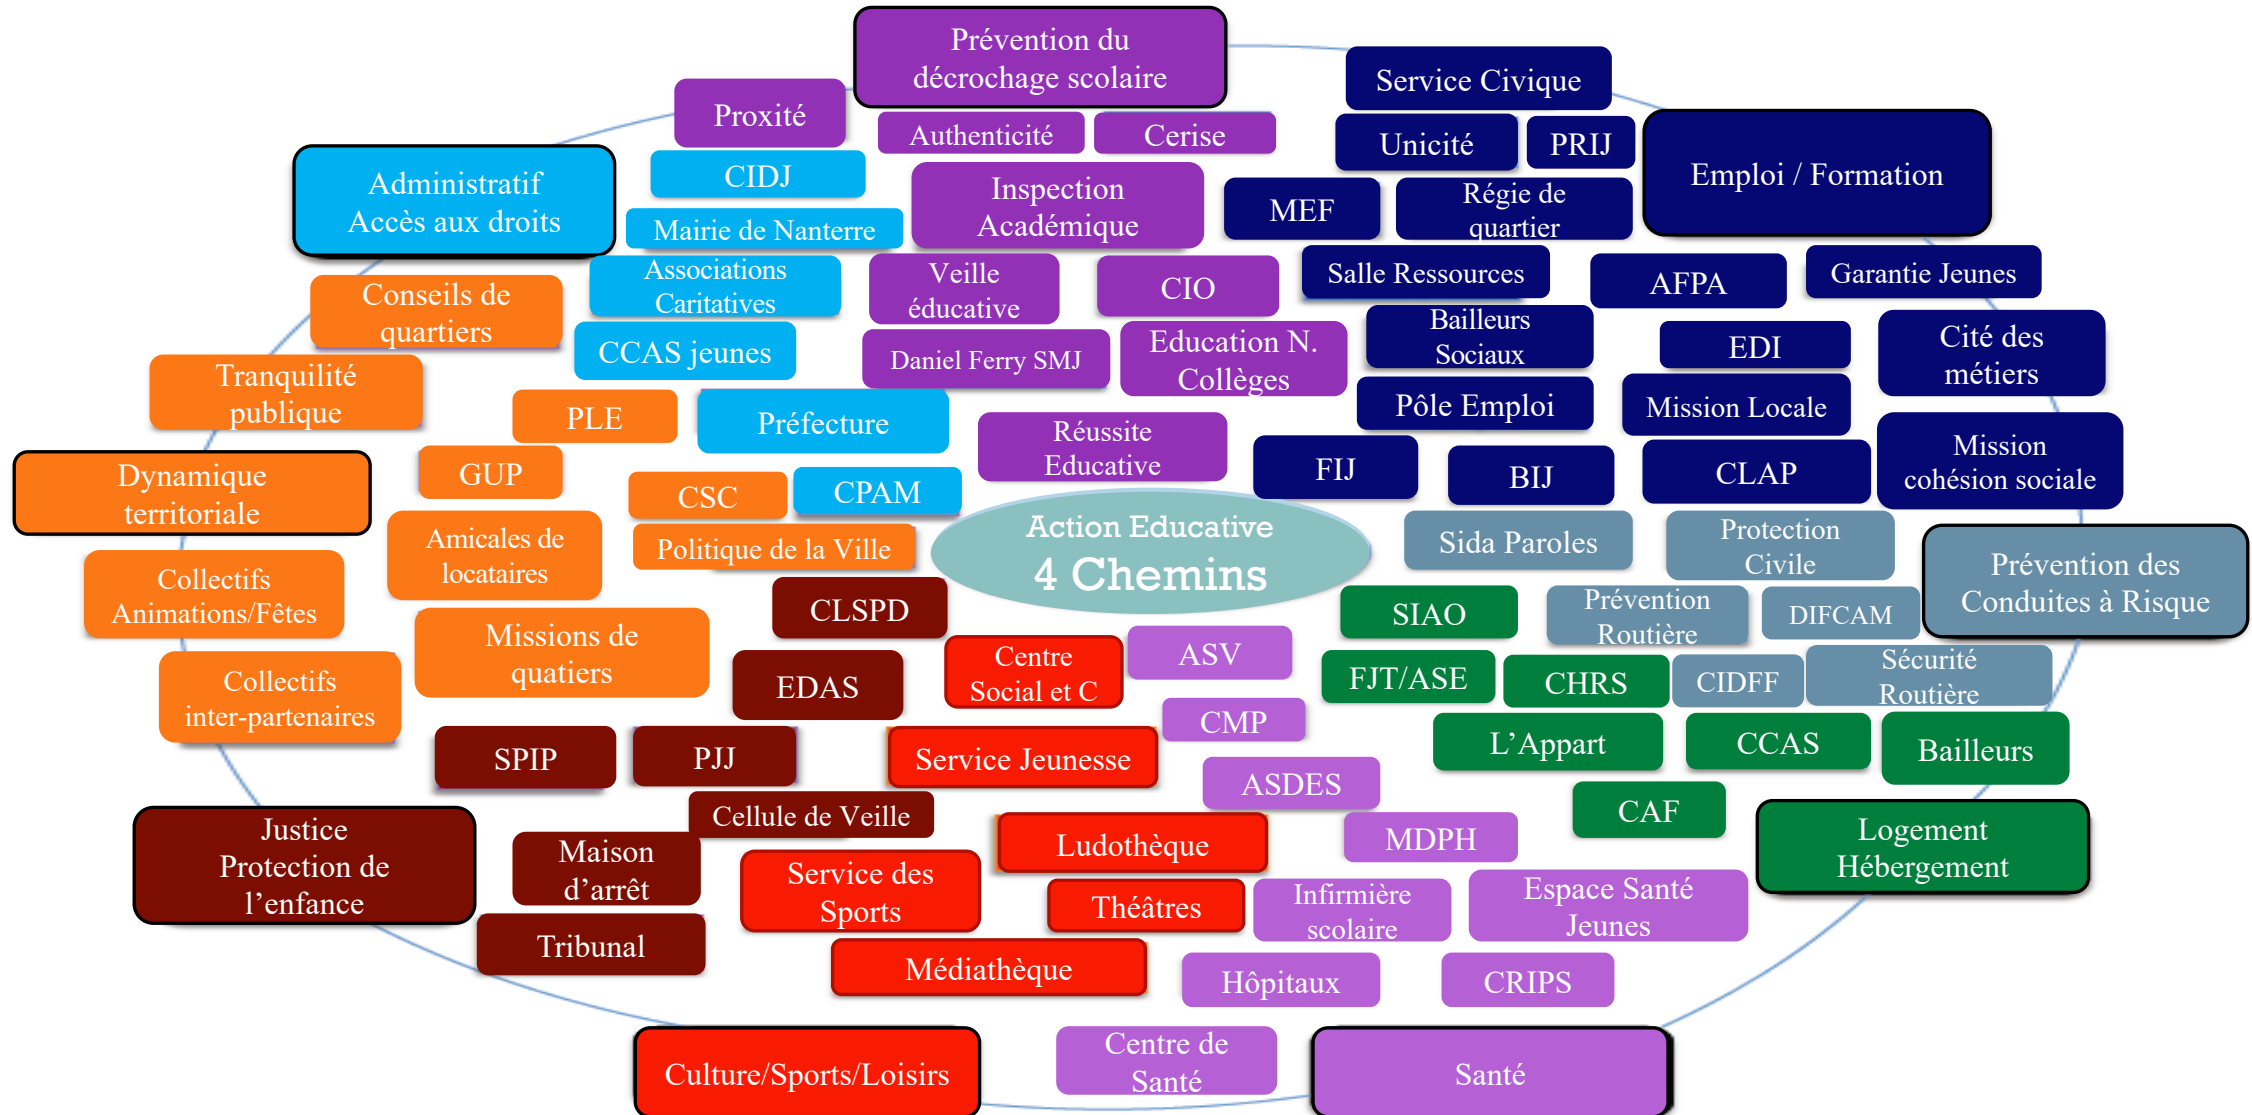 Prévention du
décrochage scolaire
Service Civique
Proxité
Authenticité
Cerise
Unicité
PRIJ
Emploi / Formation
Administratif
Accès aux droits
CIDJ
Inspection
Académique
MEF
Régie de
quartier
Mairie de Nanterre
Associations
Caritatives
Veille
éducative
CIO
Salle Ressources
AFPA
Garantie Jeunes
Conseils de
quartiers
CCAS jeunes
Daniel Ferry SMJ
Education N.
Collèges
Bailleurs
Sociaux
EDI
Cité des
métiers
Tranquilité
publique
PLE
Préfecture
Réussite
Educative
Pôle Emploi
Mission Locale
Dynamique
territoriale
GUP
CSC
CPAM
FIJ
BIJ
CLAP
Mission
cohésion sociale
Amicales de
locataires
Politique de la Ville
Action Educative
4 Chemins
Sida Paroles
Protection
Civile
Prévention des
Conduites à Risque
Collectifs
Animations/Fêtes
CLSPD
SIAO
Prévention
Routière
DIFCAM
Missions de
quatiers
Centre
Social et C
ASV
Collectifs
inter-partenaires
EDAS
FJT/ASE
CHRS
CIDFF
Sécurité
Routière
SPIP
PJJ
Service Jeunesse
CMP
L’Appart
CCAS
Bailleurs
ASDES
Cellule de Veille
CAF
Justice
Protection de
l’enfance
Maison
d’arrêt
Ludothèque
MDPH
Logement
Hébergement
Service des
Sports
Théâtres
Infirmière
scolaire
Espace Santé
Jeunes
Tribunal
Médiathèque
Hôpitaux
CRIPS
Culture/Sports/Loisirs
Centre de
Santé
Santé